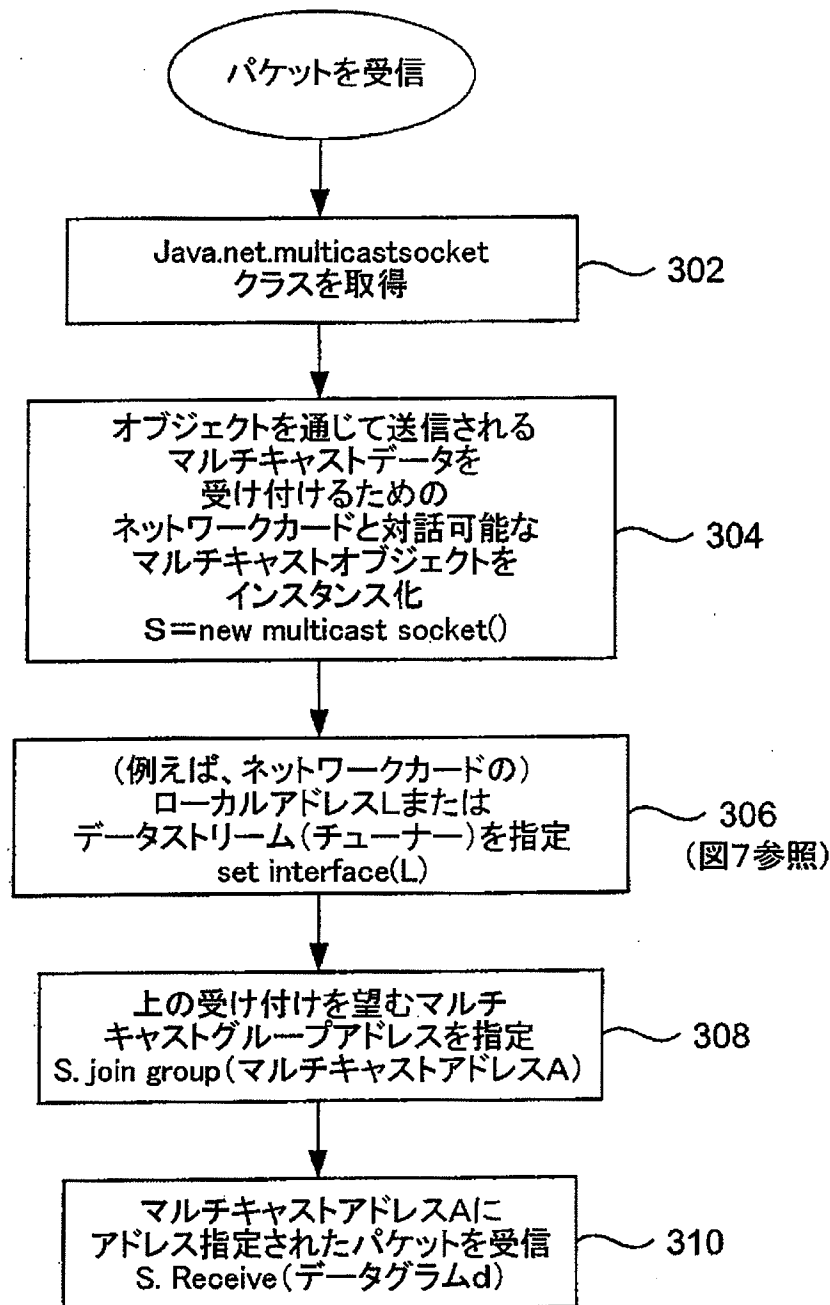 パケットを受信
Java.net.multicastsocket
クラスを取得
302
オブジェクトを通じて送信される
マルチキャストデータを
受け付けるための
ネットワークカードと対話可能な
マルチキャストオブジェクトを
インスタンス化
S=new multicast socket()
304
(例えば、ネットワークカードの)
ローカルアドレスLまたは
データストリーム(チューナー)を指定
set interface(L)
306
(図7参照)
上の受け付けを望むマルチ
キャストグループアドレスを指定
S. join group(マルチキャストアドレスA)
308
マルチキャストアドレスAに
アドレス指定されたパケットを受信
S. Receive(データグラムd)
310